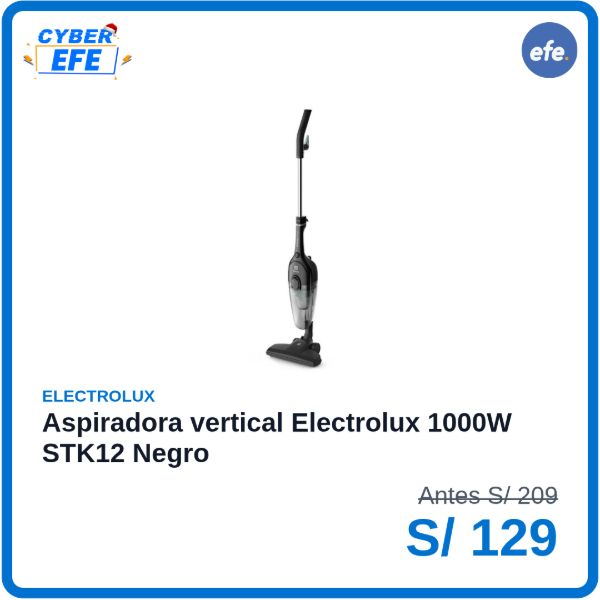 CYBER
EFE
efe.
ELECTROLUX
Aspiradora vertical Electrolux 1000W
STK12 Negro
Antes S/ 209
S/ 129